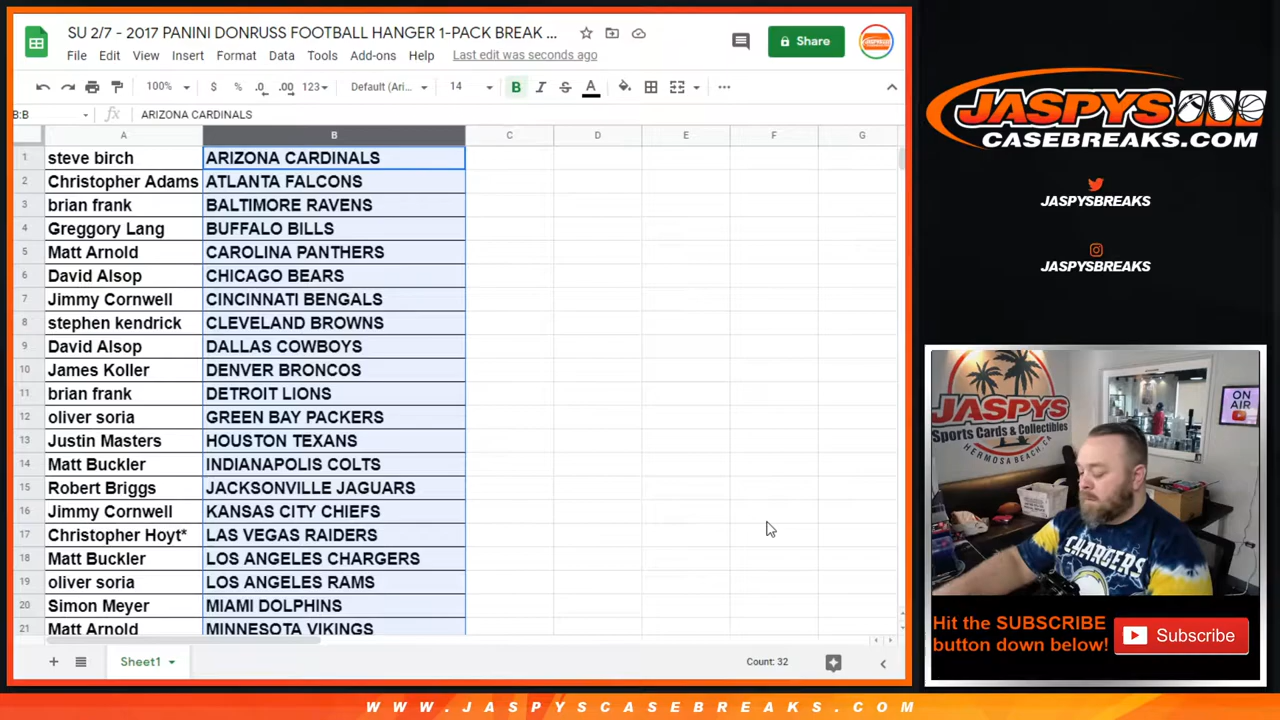 SU 2/7 - 2017 PANINI DONRUSS FOOTBALL HANGER 1-PACK BREAK ...
File Edit View Insert Format Data Tools Add-ons Help Last edit was seconds ago
Share
100% $ % .0 .00 123 Default (Ari... 14 B I S A
B:B fx ARIZONA CARDINALS
A B C D E F G
1 steve birch ARIZONA CARDINALS
2 Christopher Adams ATLANTA FALCONS
3 brian frank BALTIMORE RAVENS
4 Greggory Lang BUFFALO BILLS
5 Matt Arnold CAROLINA PANTHERS
6 David Alsop CHICAGO BEARS
7 Jimmy Cornwell CINCINNATI BENGALS
8 stephen kendrick CLEVELAND BROWNS
9 David Alsop DALLAS COWBOYS
10 James Koller DENVER BRONCOS
11 brian frank DETROIT LIONS
12 oliver soria GREEN BAY PACKERS
13 Justin Masters HOUSTON TEXANS
14 Matt Buckler INDIANAPOLIS COLTS
15 Robert Briggs JACKSONVILLE JAGUARS
16 Jimmy Cornwell KANSAS CITY CHIEFS
17 Christopher Hoyt* LAS VEGAS RAIDERS
18 Matt Buckler LOS ANGELES CHARGERS
19 oliver soria LOS ANGELES RAMS
20 Simon Meyer MIAMI DOLPHINS
21 Matt Arnold MINNESOTA VIKINGS
Sheet1
Count: 32
JASPYS
CASEBREAKS.COM
JASPYSBREAKS
JASPYSBREAKS
JASPYS
Sports Cards & Collectibles
HERMOSA BEACH, CA
ON
AIR
CHARGERS
Hit the SUBSCRIBE
button down below!
Subscribe
WWW.JASPYSCASEBREAKS.COM